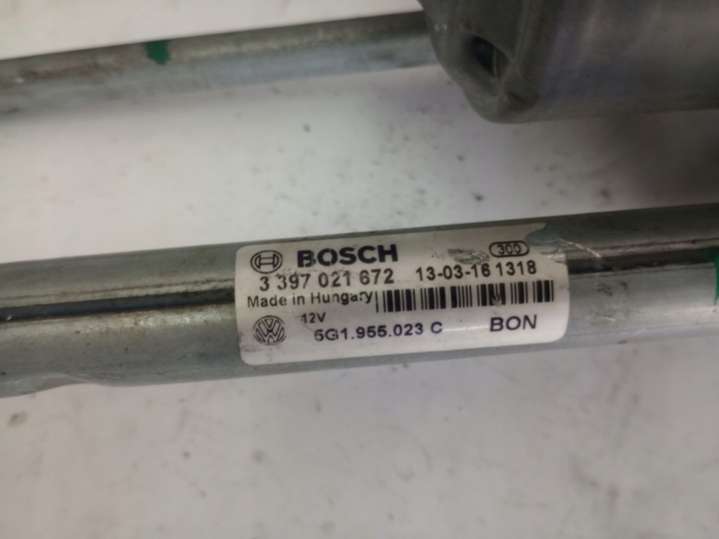 BOSCH 300
3 397 021 672 13-03-16 1318
Made in Hungary
12V
5G1.955.023 C BON